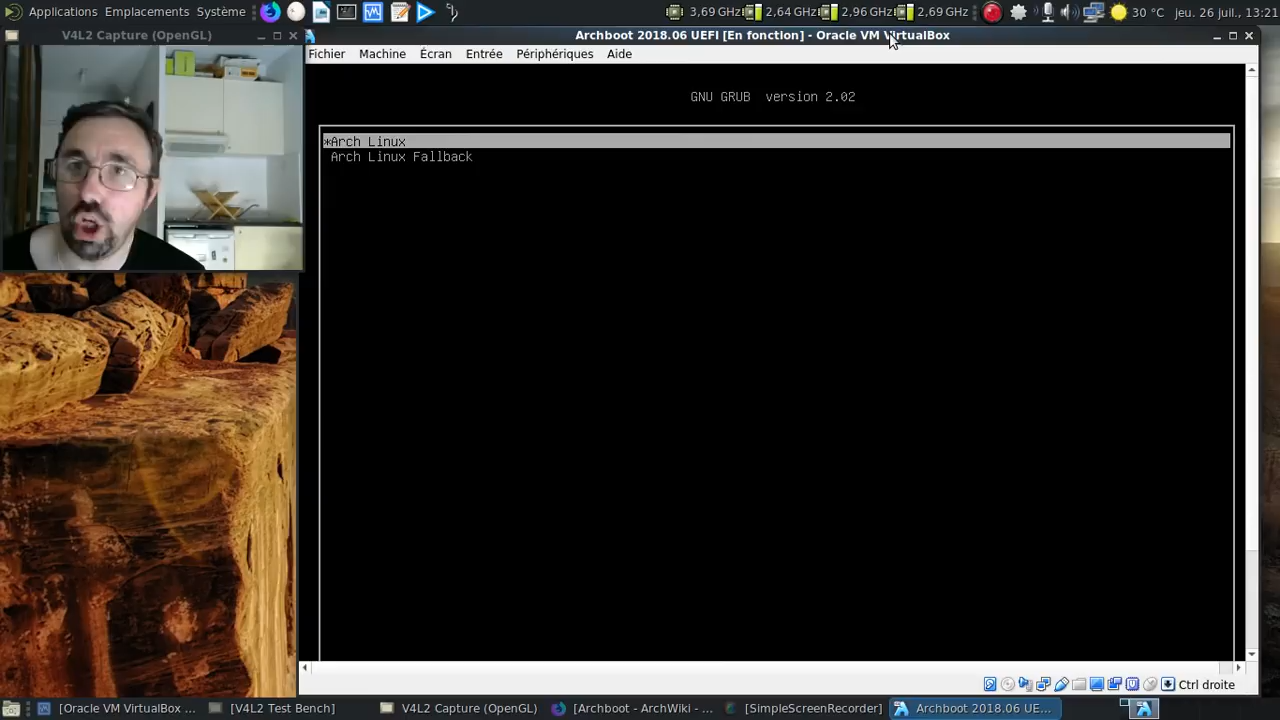 Applications Emplacements Système
3,69 GHz 2,64 GHz 2,96 GHz 2,69 GHz 30 °C jeu. 26 juil., 13:21
V4L2 Capture (OpenGL)
Archboot 2018.06 UEFI [En fonction] - Oracle VM VirtualBox
Fichier Machine Écran Entrée Périphériques Aide
GNU GRUB version 2.02
*Arch Linux
Arch Linux Fallback
Ctrl droite
[Oracle VM VirtualBox ... [V4L2 Test Bench] V4L2 Capture (OpenGL) [Archboot - ArchWiki - ... [SimpleScreenRecorder] Archboot 2018.06 UE...